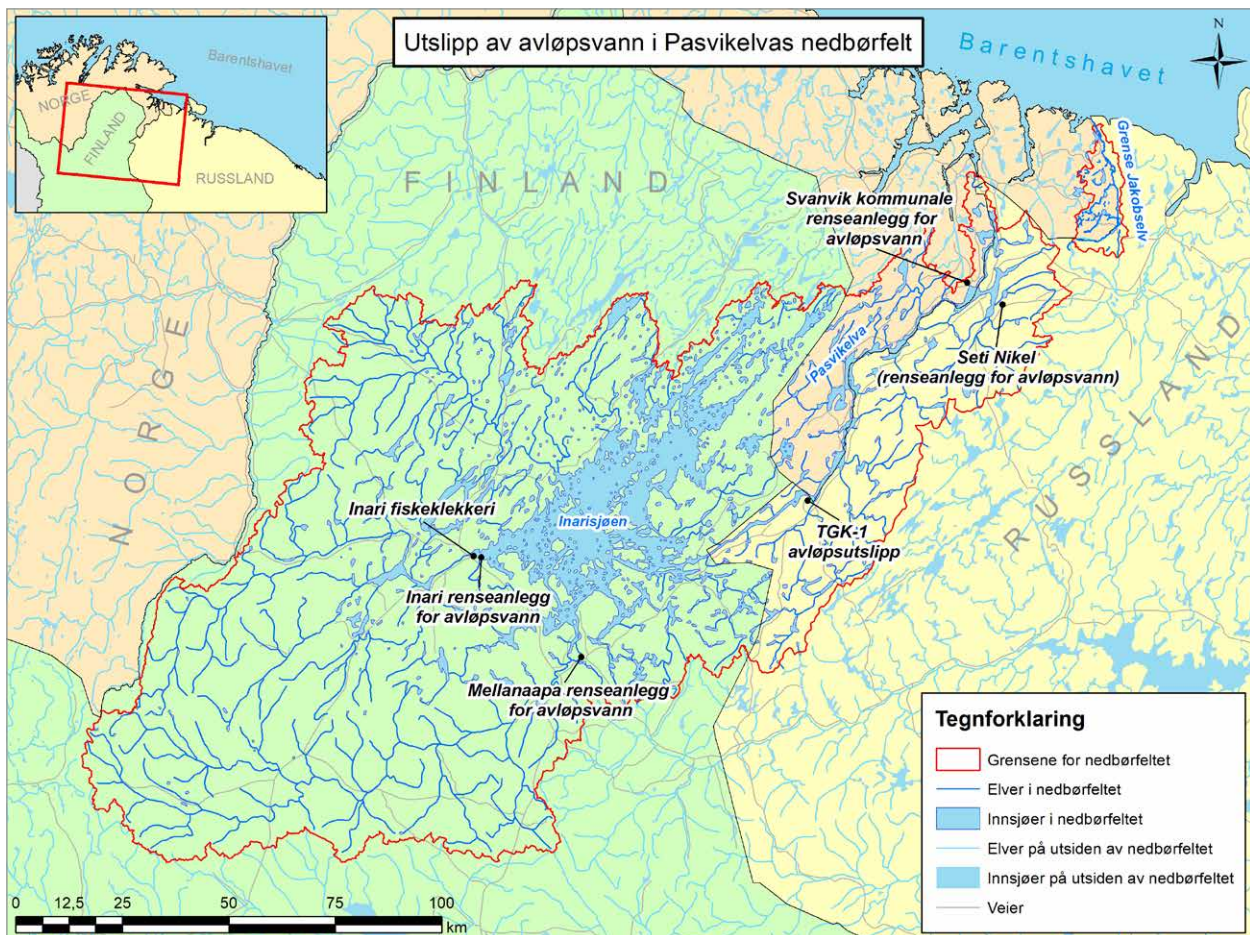 Utslipp av avløpsvann i Pasvikelvas nedbørfelt
Barentshavet
NORGE
FINLAND
RUSSLAND
Barentshavet
N
FINLAND
NORGE
RUSSLAND
Grense Jakobselv
Svanvik kommunale
renseanlegg for
avløpsvann
Pasvikelva
Seti Nikel
(renseanlegg for avløpsvann)
Inari fiskeklekkeri
Inarisjøen
TGK-1
avløpsutslipp
Inari renseanlegg
for avløpsvann
Mellanaapa renseanlegg
for avløpsvann
Tegnforklaring
Grensene for nedbørfeltet
Elver i nedbørfeltet
Innsjøer i nedbørfeltet
Elver på utsiden av nedbørfeltet
Innsjøer på utsiden av nedbørfeltet
Veier
0 12,5 25 50 75 100
km